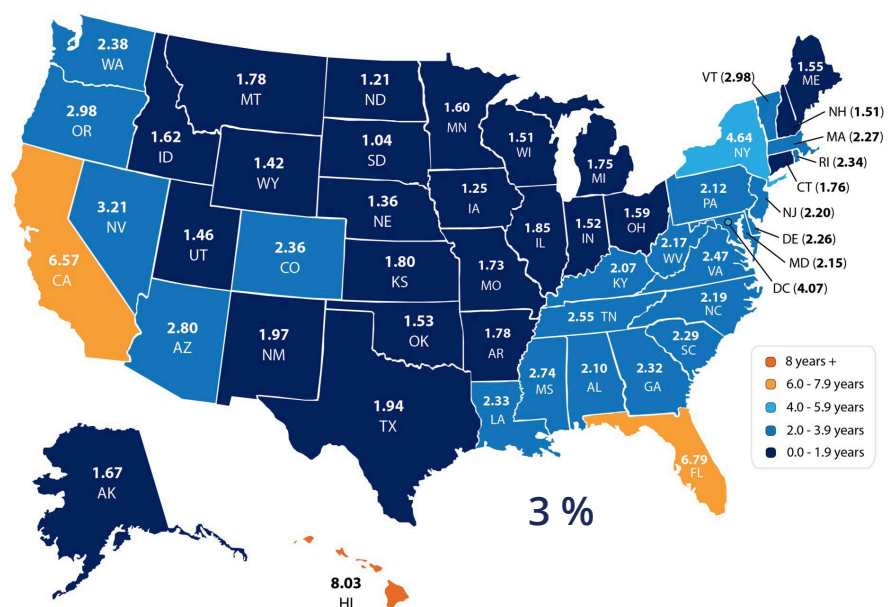 2.38
WA
2.98
OR
6.57
CA
3.21
NV
1.62
ID
1.78
MT
1.42
WY
1.46
UT
2.80
AZ
2.36
CO
1.97
NM
1.21
ND
1.04
SD
1.36
NE
1.80
KS
1.53
OK
1.94
TX
1.60
MN
1.25
IA
1.73
MO
1.78
AR
2.33
LA
1.51
WI
1.85
IL
1.75
MI
1.52
IN
1.59
OH
2.07
KY
2.55 TN
2.74
MS
2.10
AL
2.32
GA
6.79
FL
2.29
SC
2.19
NC
2.47
VA
2.17
WV
2.12
PA
4.64
NY
1.55
ME
VT (2.98)
NH (1.51)
MA (2.27)
RI (2.34)
CT (1.76)
NJ (2.20)
DE (2.26)
MD (2.15)
DC (4.07)
8 years +
6.0 - 7.9 years
4.0 - 5.9 years
2.0 - 3.9 years
0.0 - 1.9 years
1.67
AK
8.03
HI
3 %